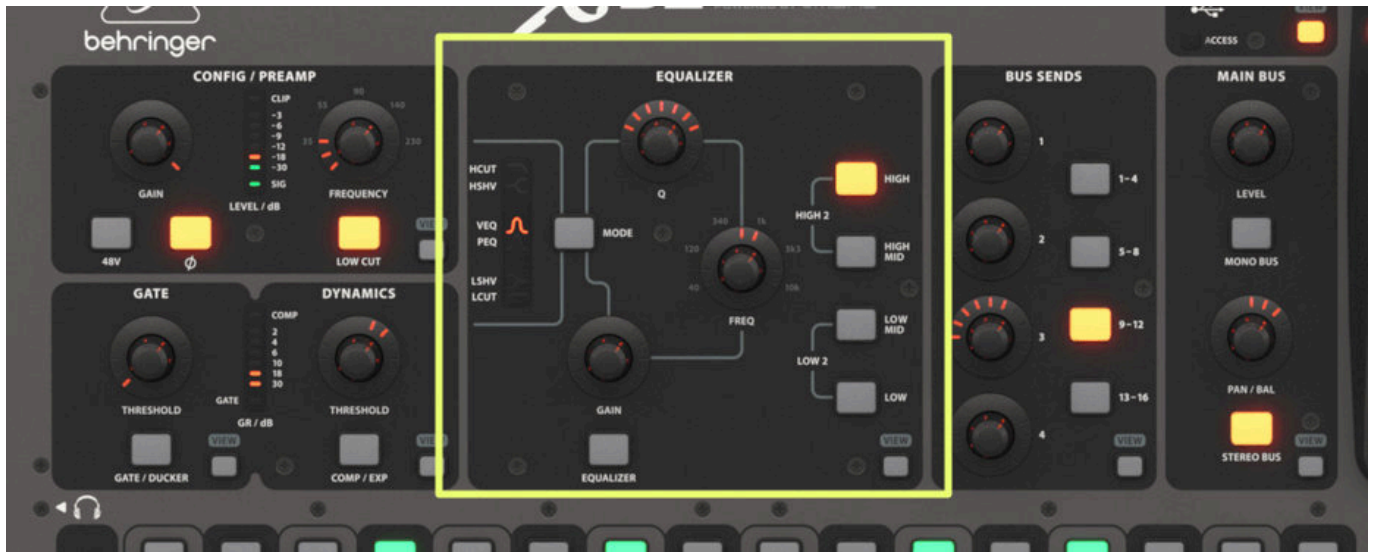 behringer
ACCESS
VIEW
CONFIG / PREAMP
CLIP
-3
-6
-9
-12
-18
-30
SIG
LEVEL / dB
GAIN
35
55
90
140
230
FREQUENCY
48V
Ø
LOW CUT
VIEW
GATE
THRESHOLD
GATE / DUCKER
VIEW
COMP
2
4
6
10
18
30
GATE
GR / dB
DYNAMICS
THRESHOLD
COMP / EXP
VIEW
EQUALIZER
HCUT
HSHV
VEQ
PEQ
LSHV
LCUT
MODE
Q
40
120
340
1k
3k3
10k
FREQ
GAIN
EQUALIZER
HIGH
HIGH 2
HIGH
MID
LOW
MID
LOW 2
LOW
VIEW
BUS SENDS
1
2
3
4
1-4
5-8
9-12
13-16
VIEW
MAIN BUS
LEVEL
MONO BUS
PAN / BAL
STEREO BUS
VIEW